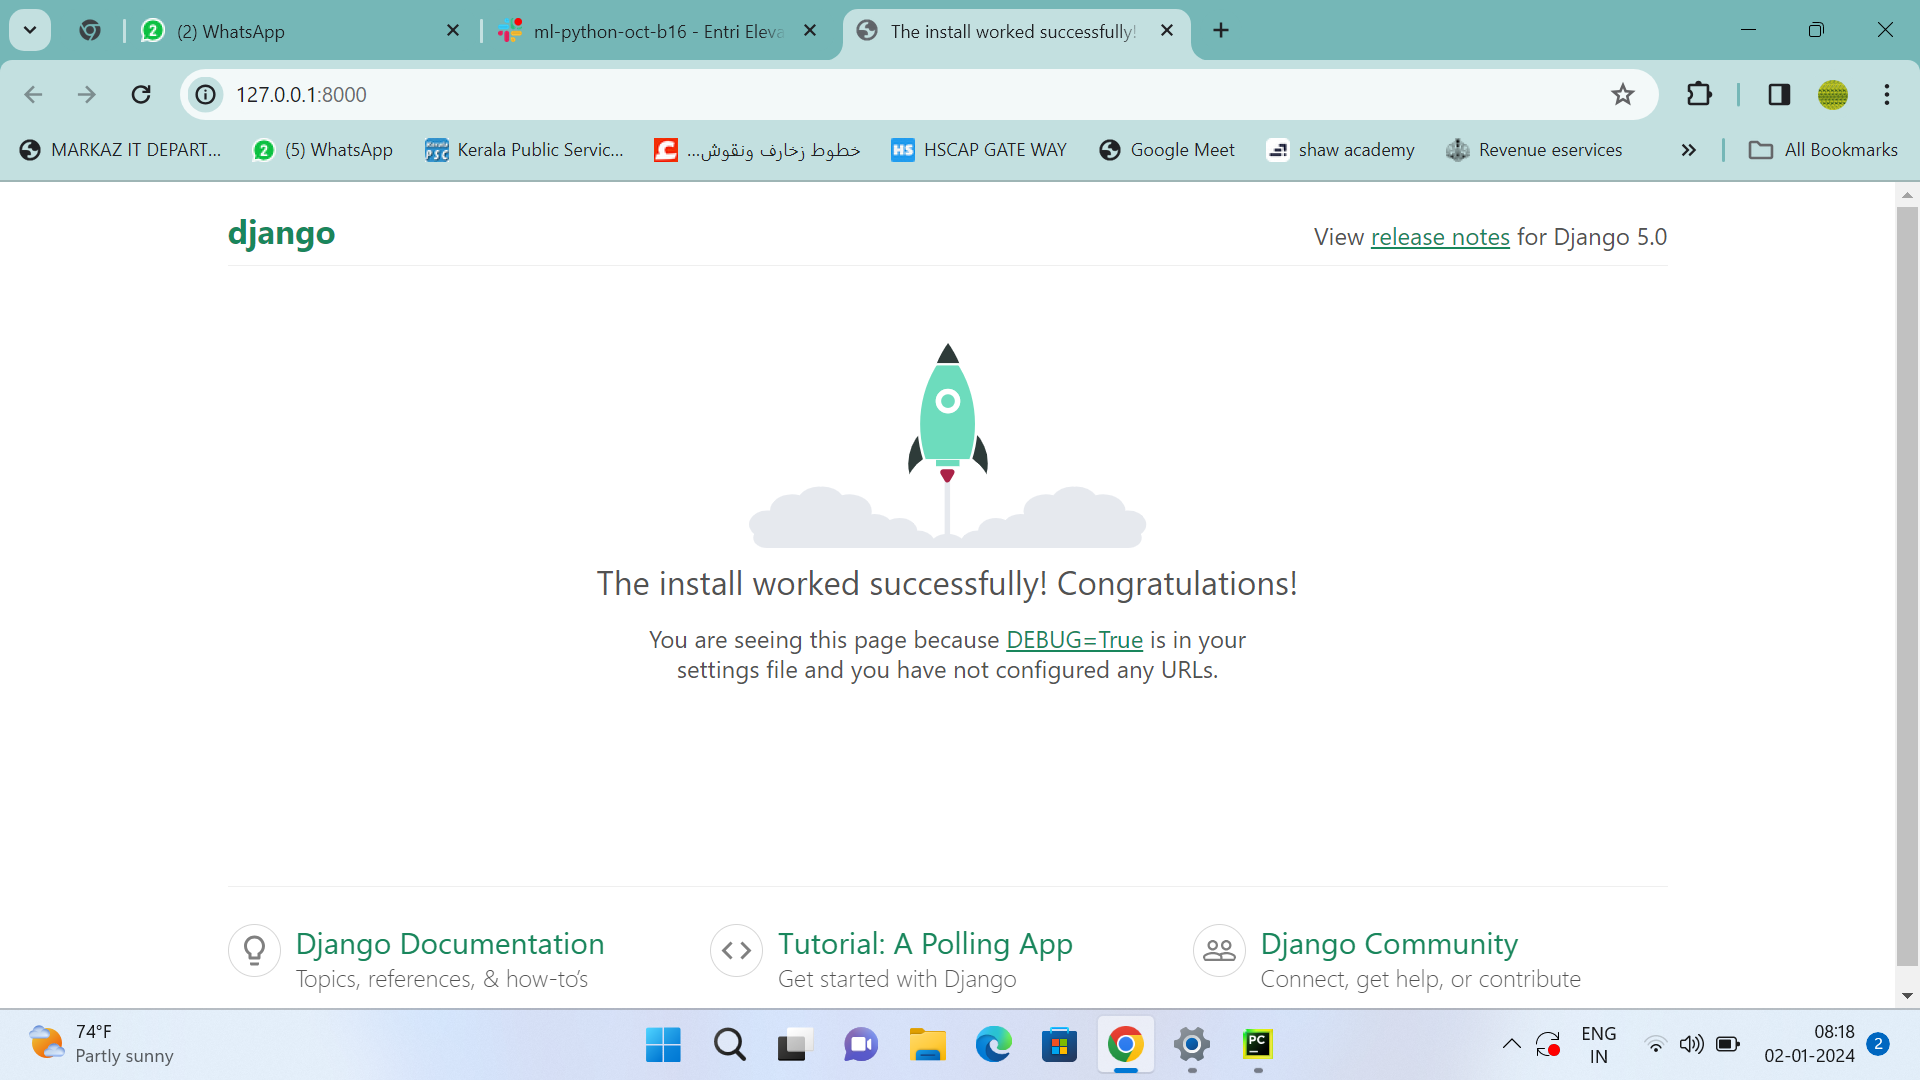 (2) WhatsApp
ml-python-oct-b16 - Entri Eleva
The install worked successfully!
127.0.0.1:8000
MARKAZ IT DEPART...
2
(5) WhatsApp
Kerala PSC
Kerala Public Servic...
خطوط زخارف ونقوش...
HS
HSCAP GATE WAY
Google Meet
shaw academy
Revenue eservices
All Bookmarks
django
View release notes for Django 5.0
The install worked successfully! Congratulations!
You are seeing this page because DEBUG=True is in your
settings file and you have not configured any URLs.
Django Documentation
Topics, references, & how-to's
Tutorial: A Polling App
Get started with Django
Django Community
Connect, get help, or contribute
74°F
Partly sunny
PC
ENG
IN
08:18
02-01-2024
2